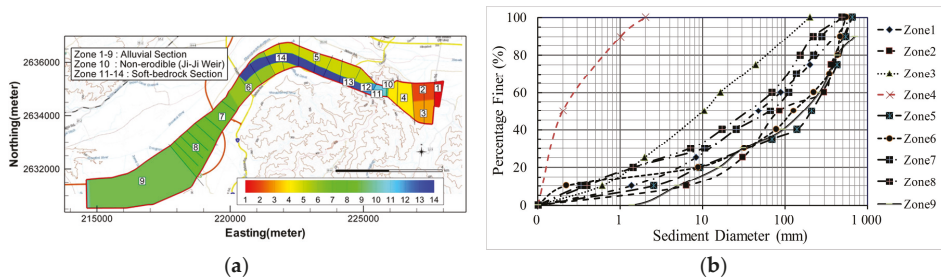 Zone 1-9 : Alluvial Section
Zone 10 : Non-erodible (Ji-Ji Weir)
Zone 11-14 : Soft-bedrock Section
2636000
2634000
2632000
Northing(meter)
215000
220000
225000
Easting(meter)
14
5
13
12
11
10
4
2
1
3
6
7
8
9
1 2 3 4 5 6 7 8 9 10 11 12 13 14
(a)
100
80
60
40
20
0
Percentage Finer (%)
0
1
10
100
1 000
Sediment Diameter (mm)
Zone1
Zone2
Zone3
Zone4
Zone5
Zone6
Zone7
Zone8
Zone9
(b)